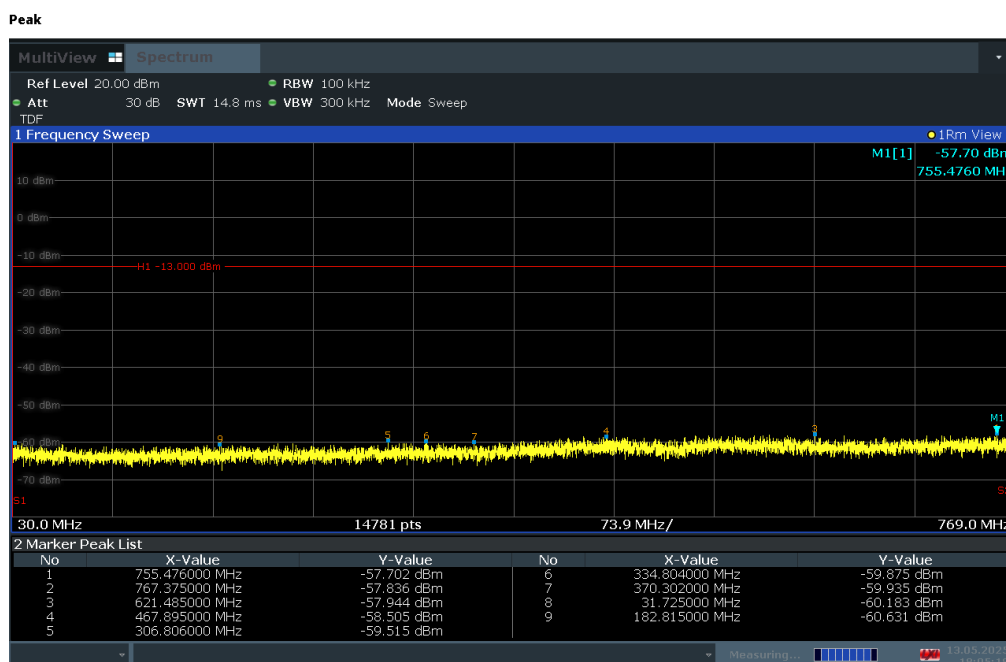 Peak
MultiView Spectrum
Ref Level 20.00 dBm RBW 100 kHz
Att 30 dB SWT 14.8 ms VBW 300 kHz Mode Sweep
TDF
1 Frequency Sweep 1Rm View
M1[1] -57.70 dBm
755.4760 MH
10 dBm
0 dBm
-10 dBm
H1 -13.000 dBm
-20 dBm
-30 dBm
-40 dBm
-50 dBm
M1
3
4
5 6 7
9
-60 dBm
-70 dBm
S1
30.0 MHz 14781 pts 73.9 MHz/ 769.0 MHz
2 Marker Peak List
No X-Value Y-Value No X-Value Y-Value
1 755.476000 MHz -57.702 dBm 6 334.804000 MHz -59.875 dBm
2 767.375000 MHz -57.836 dBm 7 370.302000 MHz -59.935 dBm
3 621.485000 MHz -57.944 dBm 8 31.725000 MHz -60.183 dBm
4 467.895000 MHz -58.505 dBm 9 182.815000 MHz -60.631 dBm
5 306.806000 MHz -59.515 dBm
Measuring...